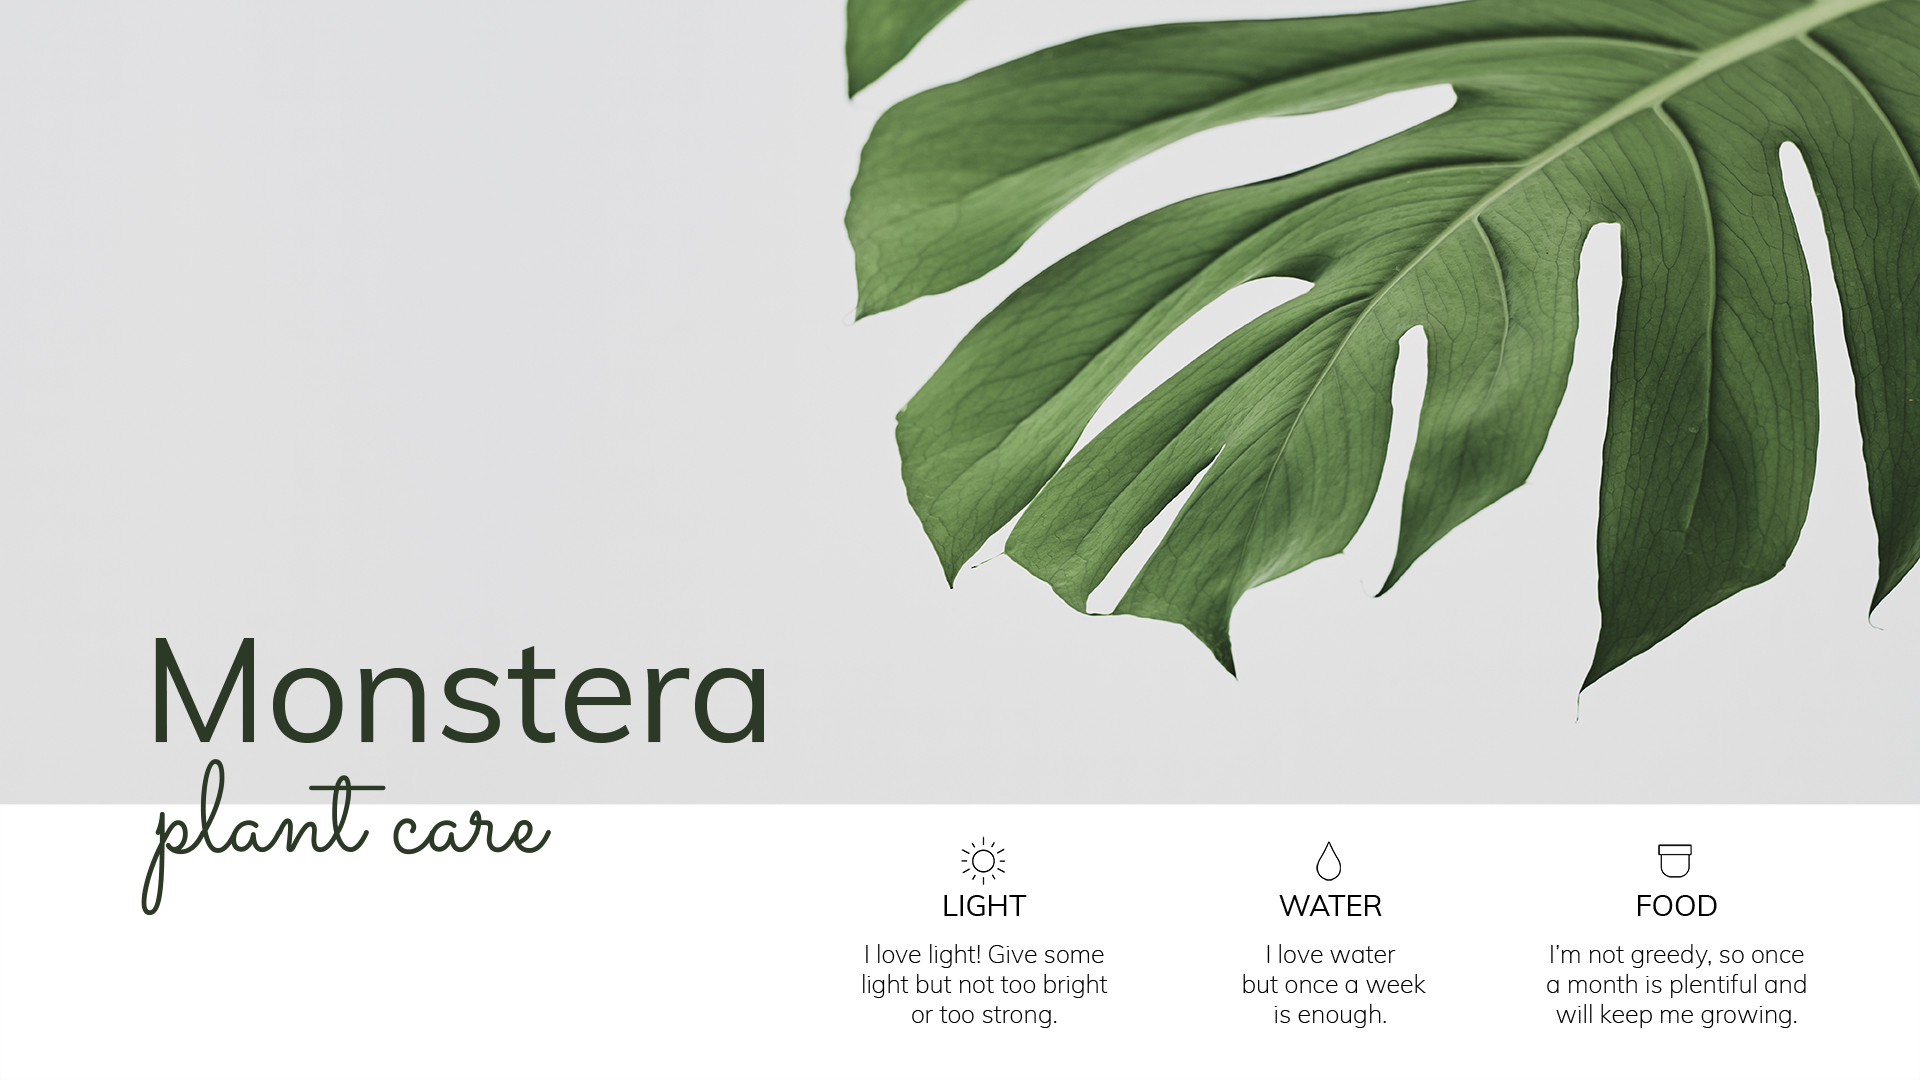 Monstera
plant care
LIGHT
I love light! Give some
light but not too bright
or too strong.
WATER
I love water
but once a week
is enough.
FOOD
I’m not greedy, so once
a month is plentiful and
will keep me growing.